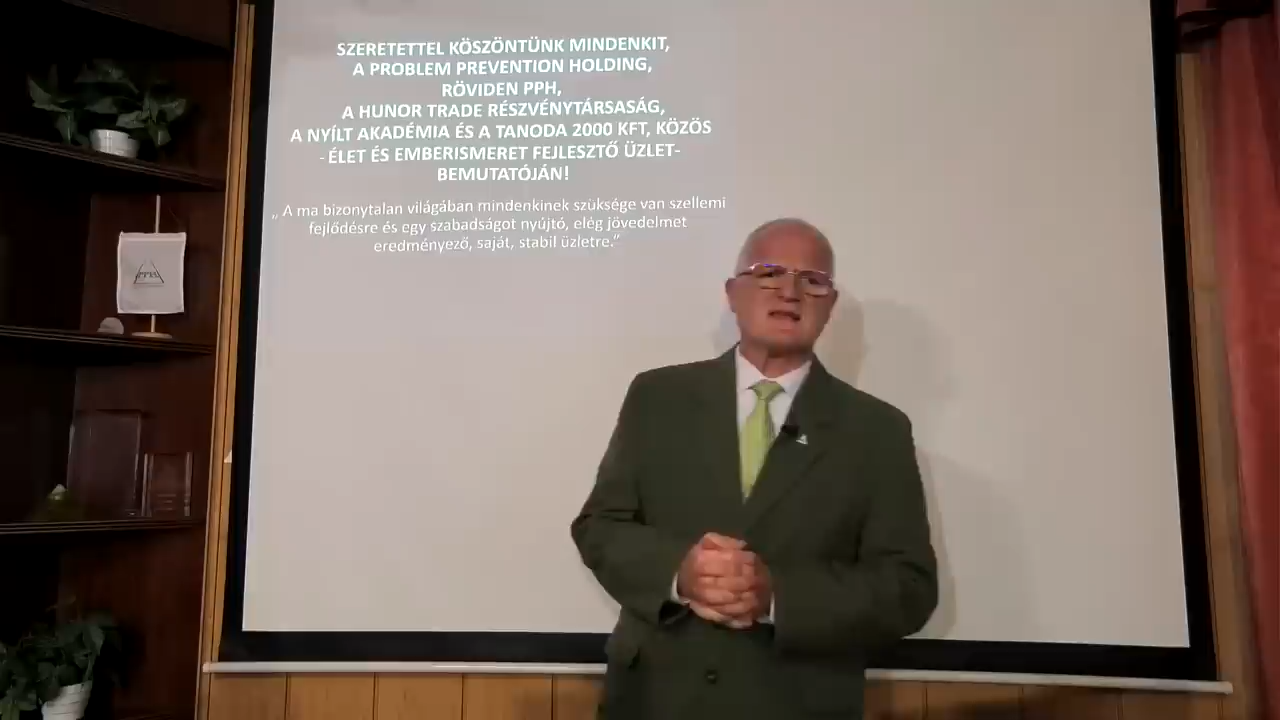 SZERETETTEL KÖSZÖNTÜNK MINDENKIT,
A PROBLEM PREVENTION HOLDING,
RÖVIDEN PPH,
A HUNOR TRADE RÉSZVÉNYTÁRSASÁG,
A NYÍLT AKADÉMIA ÉS A TANODA 2000 KFT, KÖZÖS
- ÉLET ÉS EMBERISMERET FEJLESZTŐ ÜZLET-
BEMUTATÓJÁN!
„ A ma bizonytalan világában mindenkinek szüksége van szellemi
fejlődésre és egy szabadságot nyújtó, elég jövedelmet
eredményező, saját, stabil üzletre.”